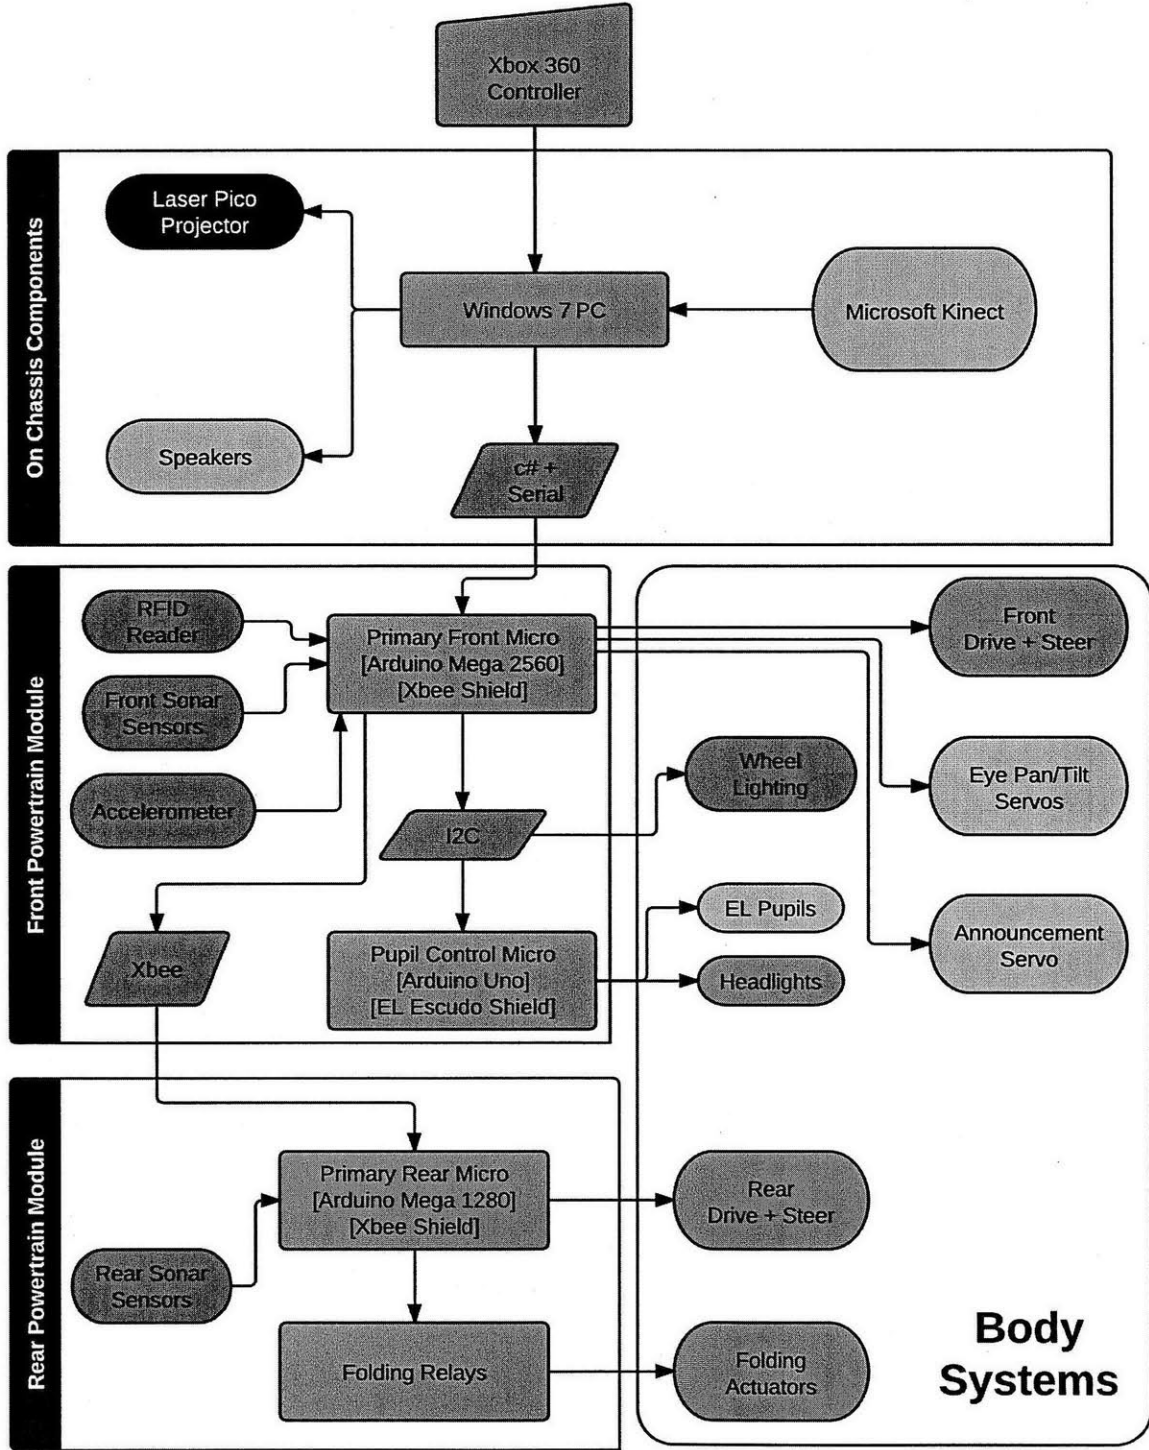 Xbox 360
Controller
On Chassis Components
Laser Pico
Projector
Windows 7 PC
Microsoft Kinect
Speakers
c# +
Serial
Front Powertrain Module
RFID
Reader
Primary Front Micro
[Arduino Mega 2560]
[Xbee Shield]
Front Sonar
Sensors
Accelerometer
I2C
Xbee
Pupil Control Micro
[Arduino Uno]
[EL Escudo Shield]
Front
Drive + Steer
Wheel
Lighting
Eye Pan/Tilt
Servos
EL Pupils
Announcement
Servo
Headlights
Rear Powertrain Module
Primary Rear Micro
[Arduino Mega 1280]
[Xbee Shield]
Rear Sonar
Sensors
Folding Relays
Rear
Drive + Steer
Folding
Actuators
Body
Systems